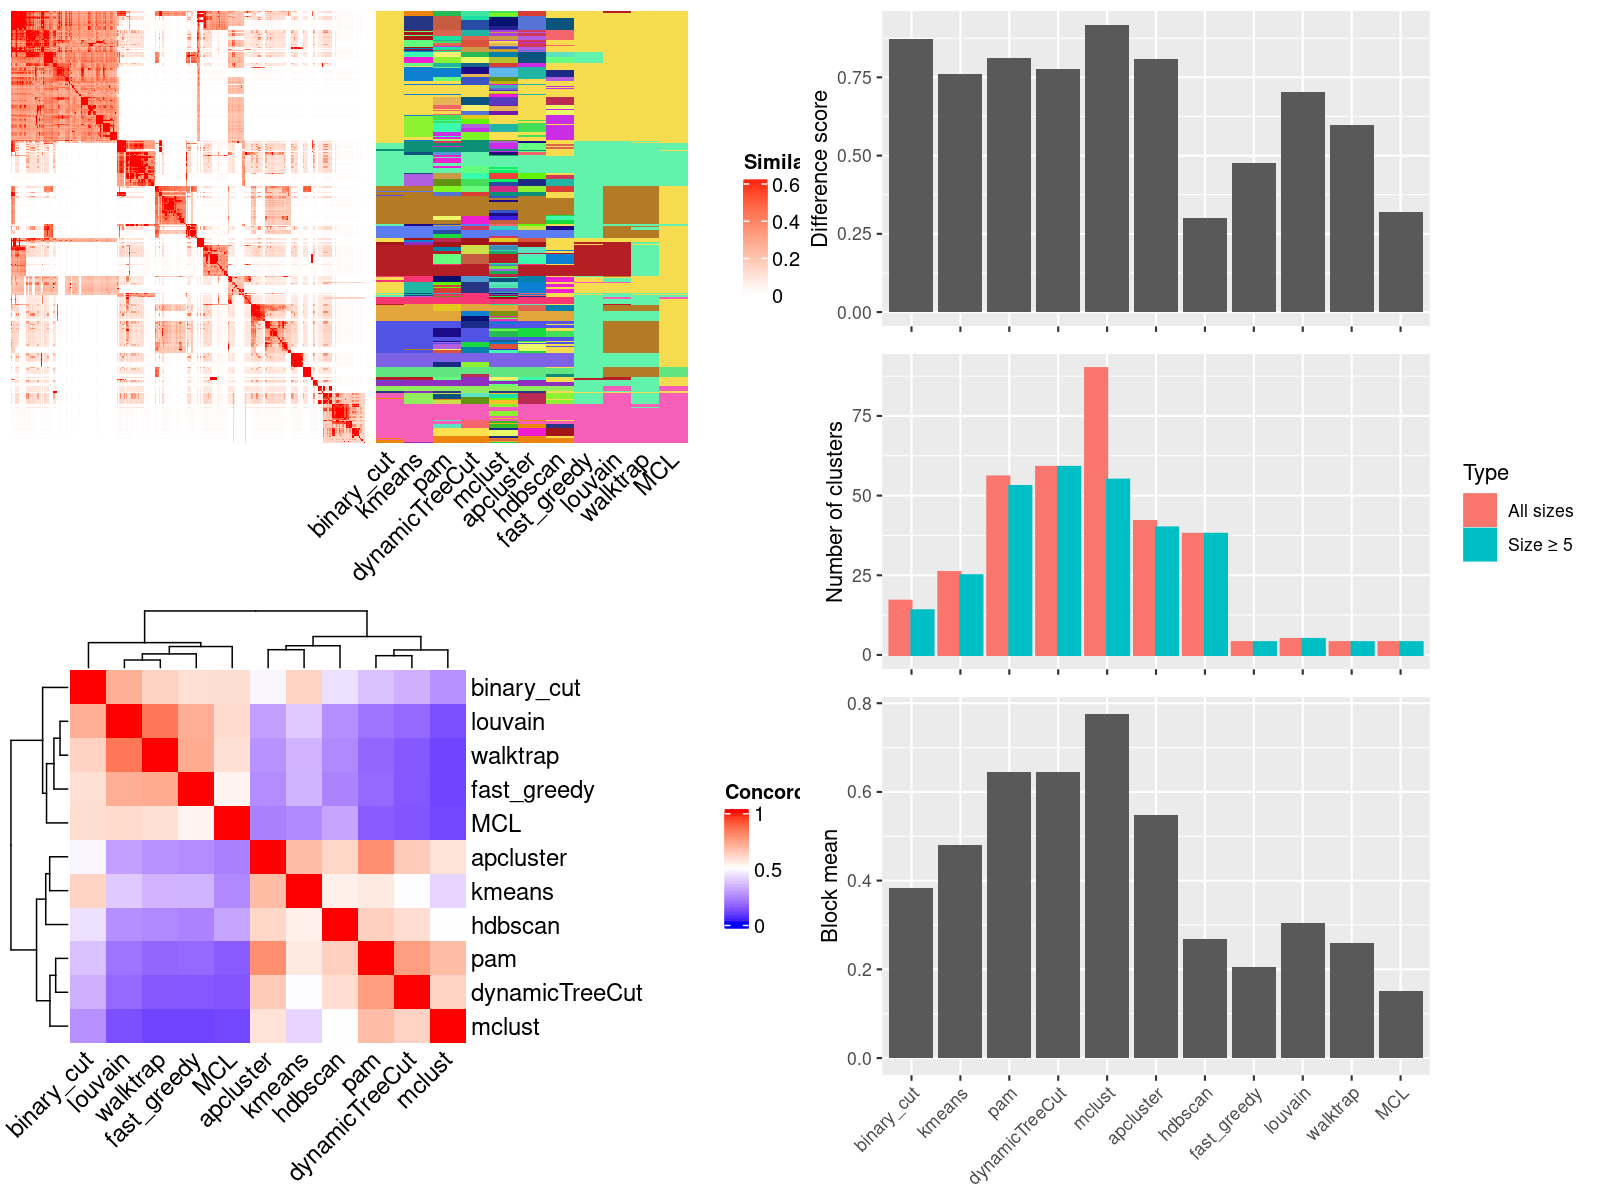 Simila
0.6
0.4
0.2
0
binary_cut
kmeans
pam
dynamicTreeCut
mclust
apcluster
hdbscan
fast_greedy
louvain
walktrap
MCL
Difference score
0.75
0.50
0.25
0.00
Number of clusters
75
50
25
0
Type
All sizes
Size ≥ 5
binary_cut
louvain
walktrap
fast_greedy
MCL
apcluster
kmeans
hdbscan
pam
dynamicTreeCut
mclust
Concord
1
0.5
0
binary_cut
louvain
walktrap
fast_greedy
MCL
apcluster
kmeans
hdbscan
pam
dynamicTreeCut
mclust
Block mean
0.8
0.6
0.4
0.2
0.0
binary_cut
kmeans
pam
dynamicTreeCut
mclust
apcluster
hdbscan
fast_greedy
louvain
walktrap
MCL